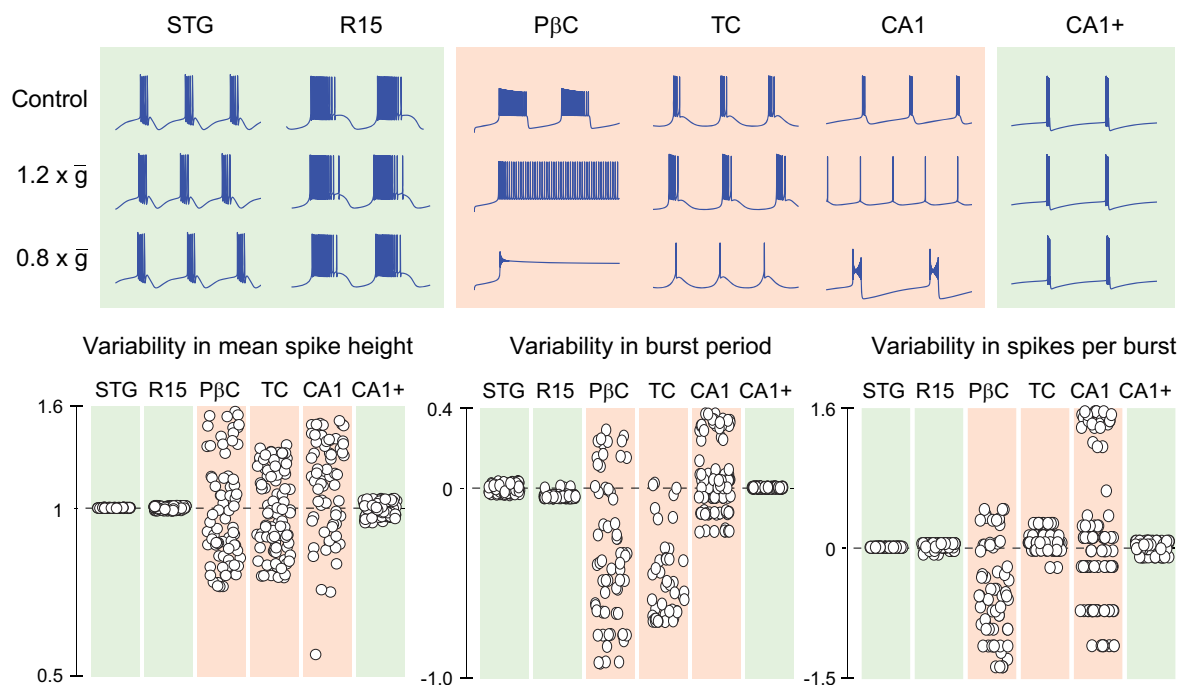 STG R15 PβC TC CA1 CA1+
Control
1.2 x g̅
0.8 x g̅
Variability in mean spike height
STG R15 PβC TC CA1 CA1+
1.6
1
0.5
Variability in burst period
STG R15 PβC TC CA1 CA1+
0.4
0
-1.0
Variability in spikes per burst
STG R15 PβC TC CA1 CA1+
1.6
0
-1.5